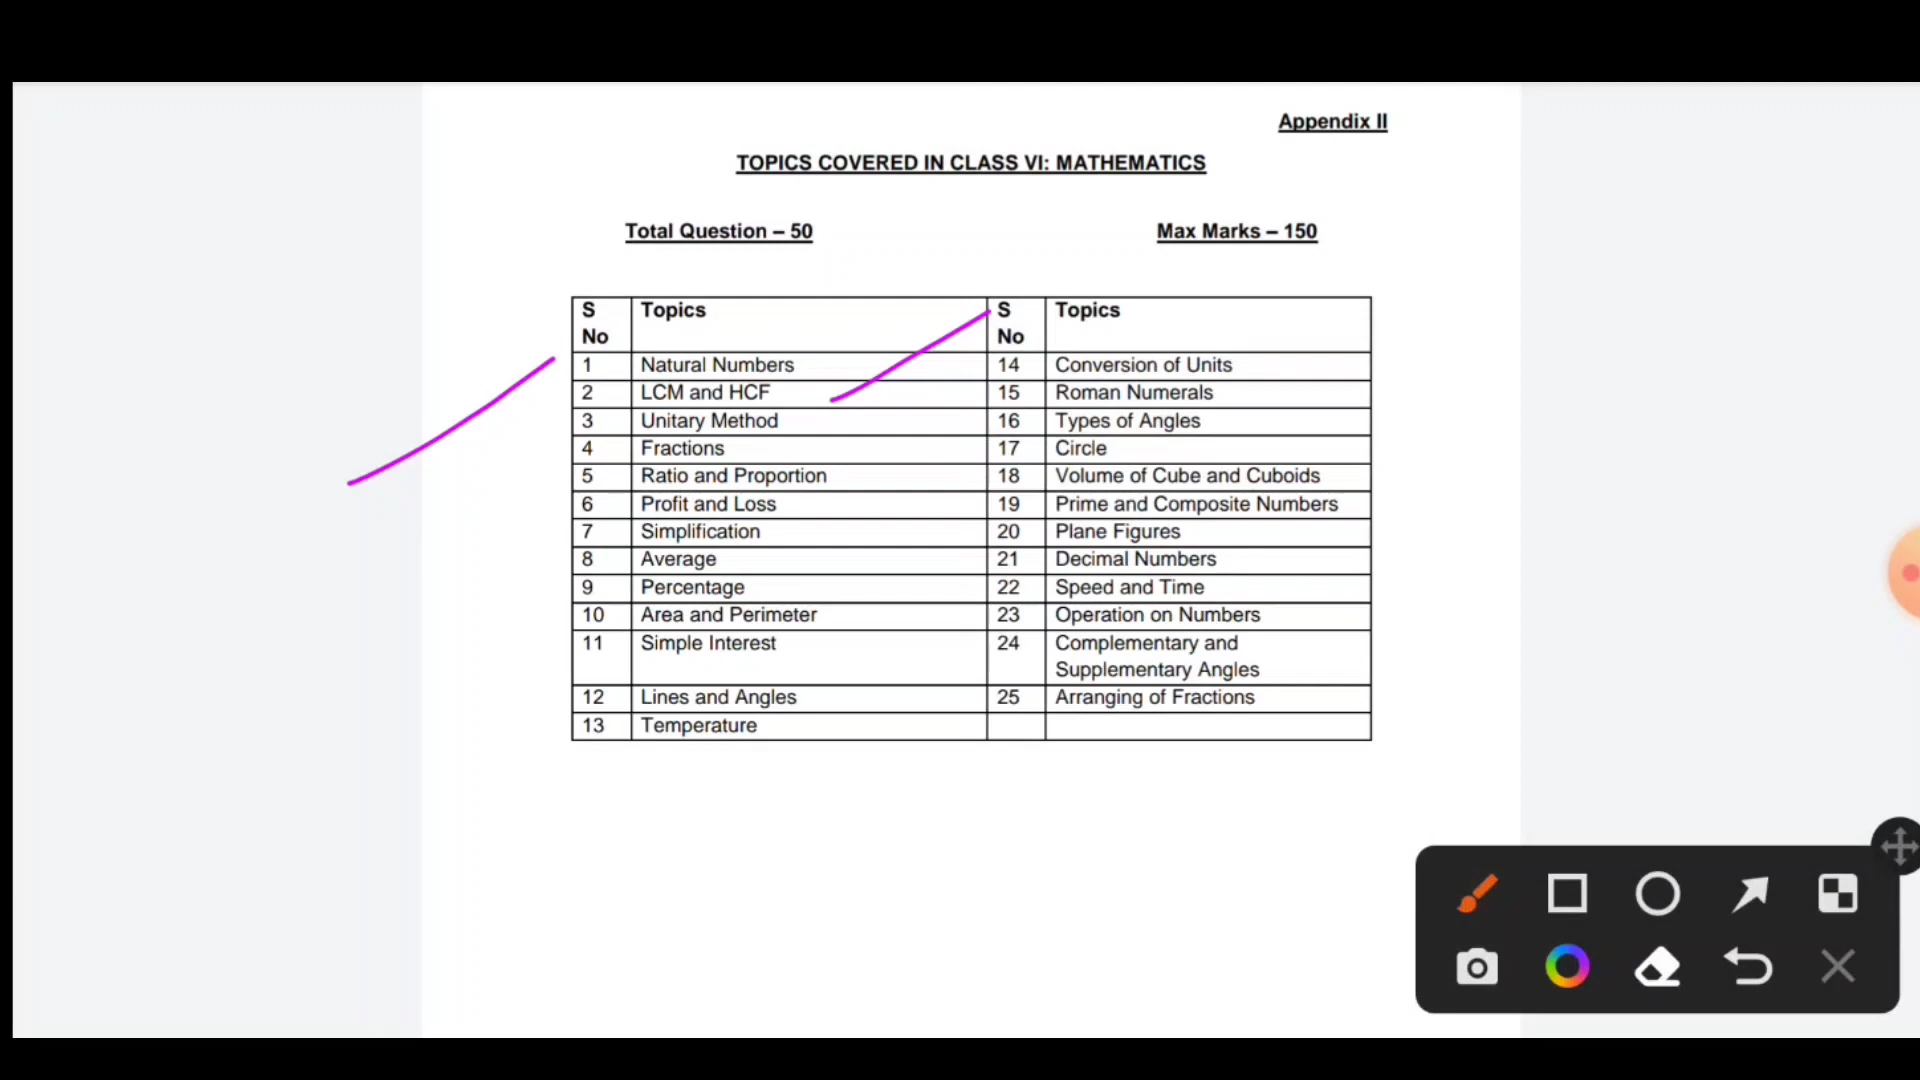 Appendix II
TOPICS COVERED IN CLASS VI: MATHEMATICS
Total Question – 50 Max Marks – 150
S No Topics S No Topics
1 Natural Numbers 14 Conversion of Units
2 LCM and HCF 15 Roman Numerals
3 Unitary Method 16 Types of Angles
4 Fractions 17 Circle
5 Ratio and Proportion 18 Volume of Cube and Cuboids
6 Profit and Loss 19 Prime and Composite Numbers
7 Simplification 20 Plane Figures
8 Average 21 Decimal Numbers
9 Percentage 22 Speed and Time
10 Area and Perimeter 23 Operation on Numbers
11 Simple Interest 24 Complementary and
Supplementary Angles
12 Lines and Angles 25 Arranging of Fractions
13 Temperature